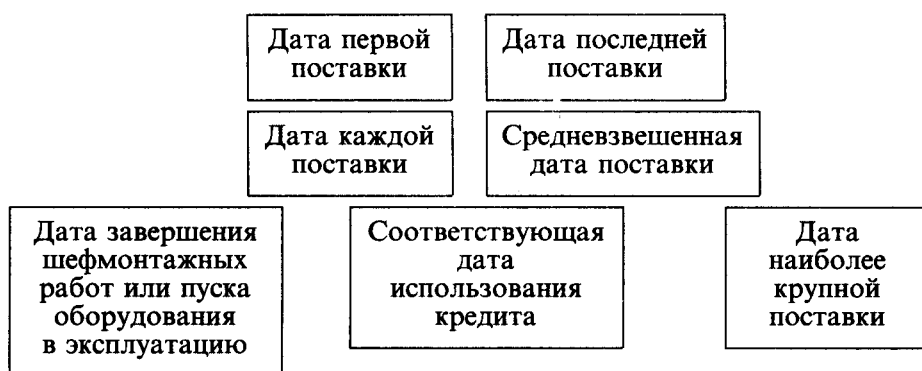 Дата первой
поставки
Дата последней
поставки
Дата каждой
поставки
Средневзвешенная
дата поставки
Дата завершения
шефмонтажных
работ или пуска
оборудования
в эксплуатацию
Соответствующая
дата
использования
кредита
Дата
наиболее
крупной
поставки